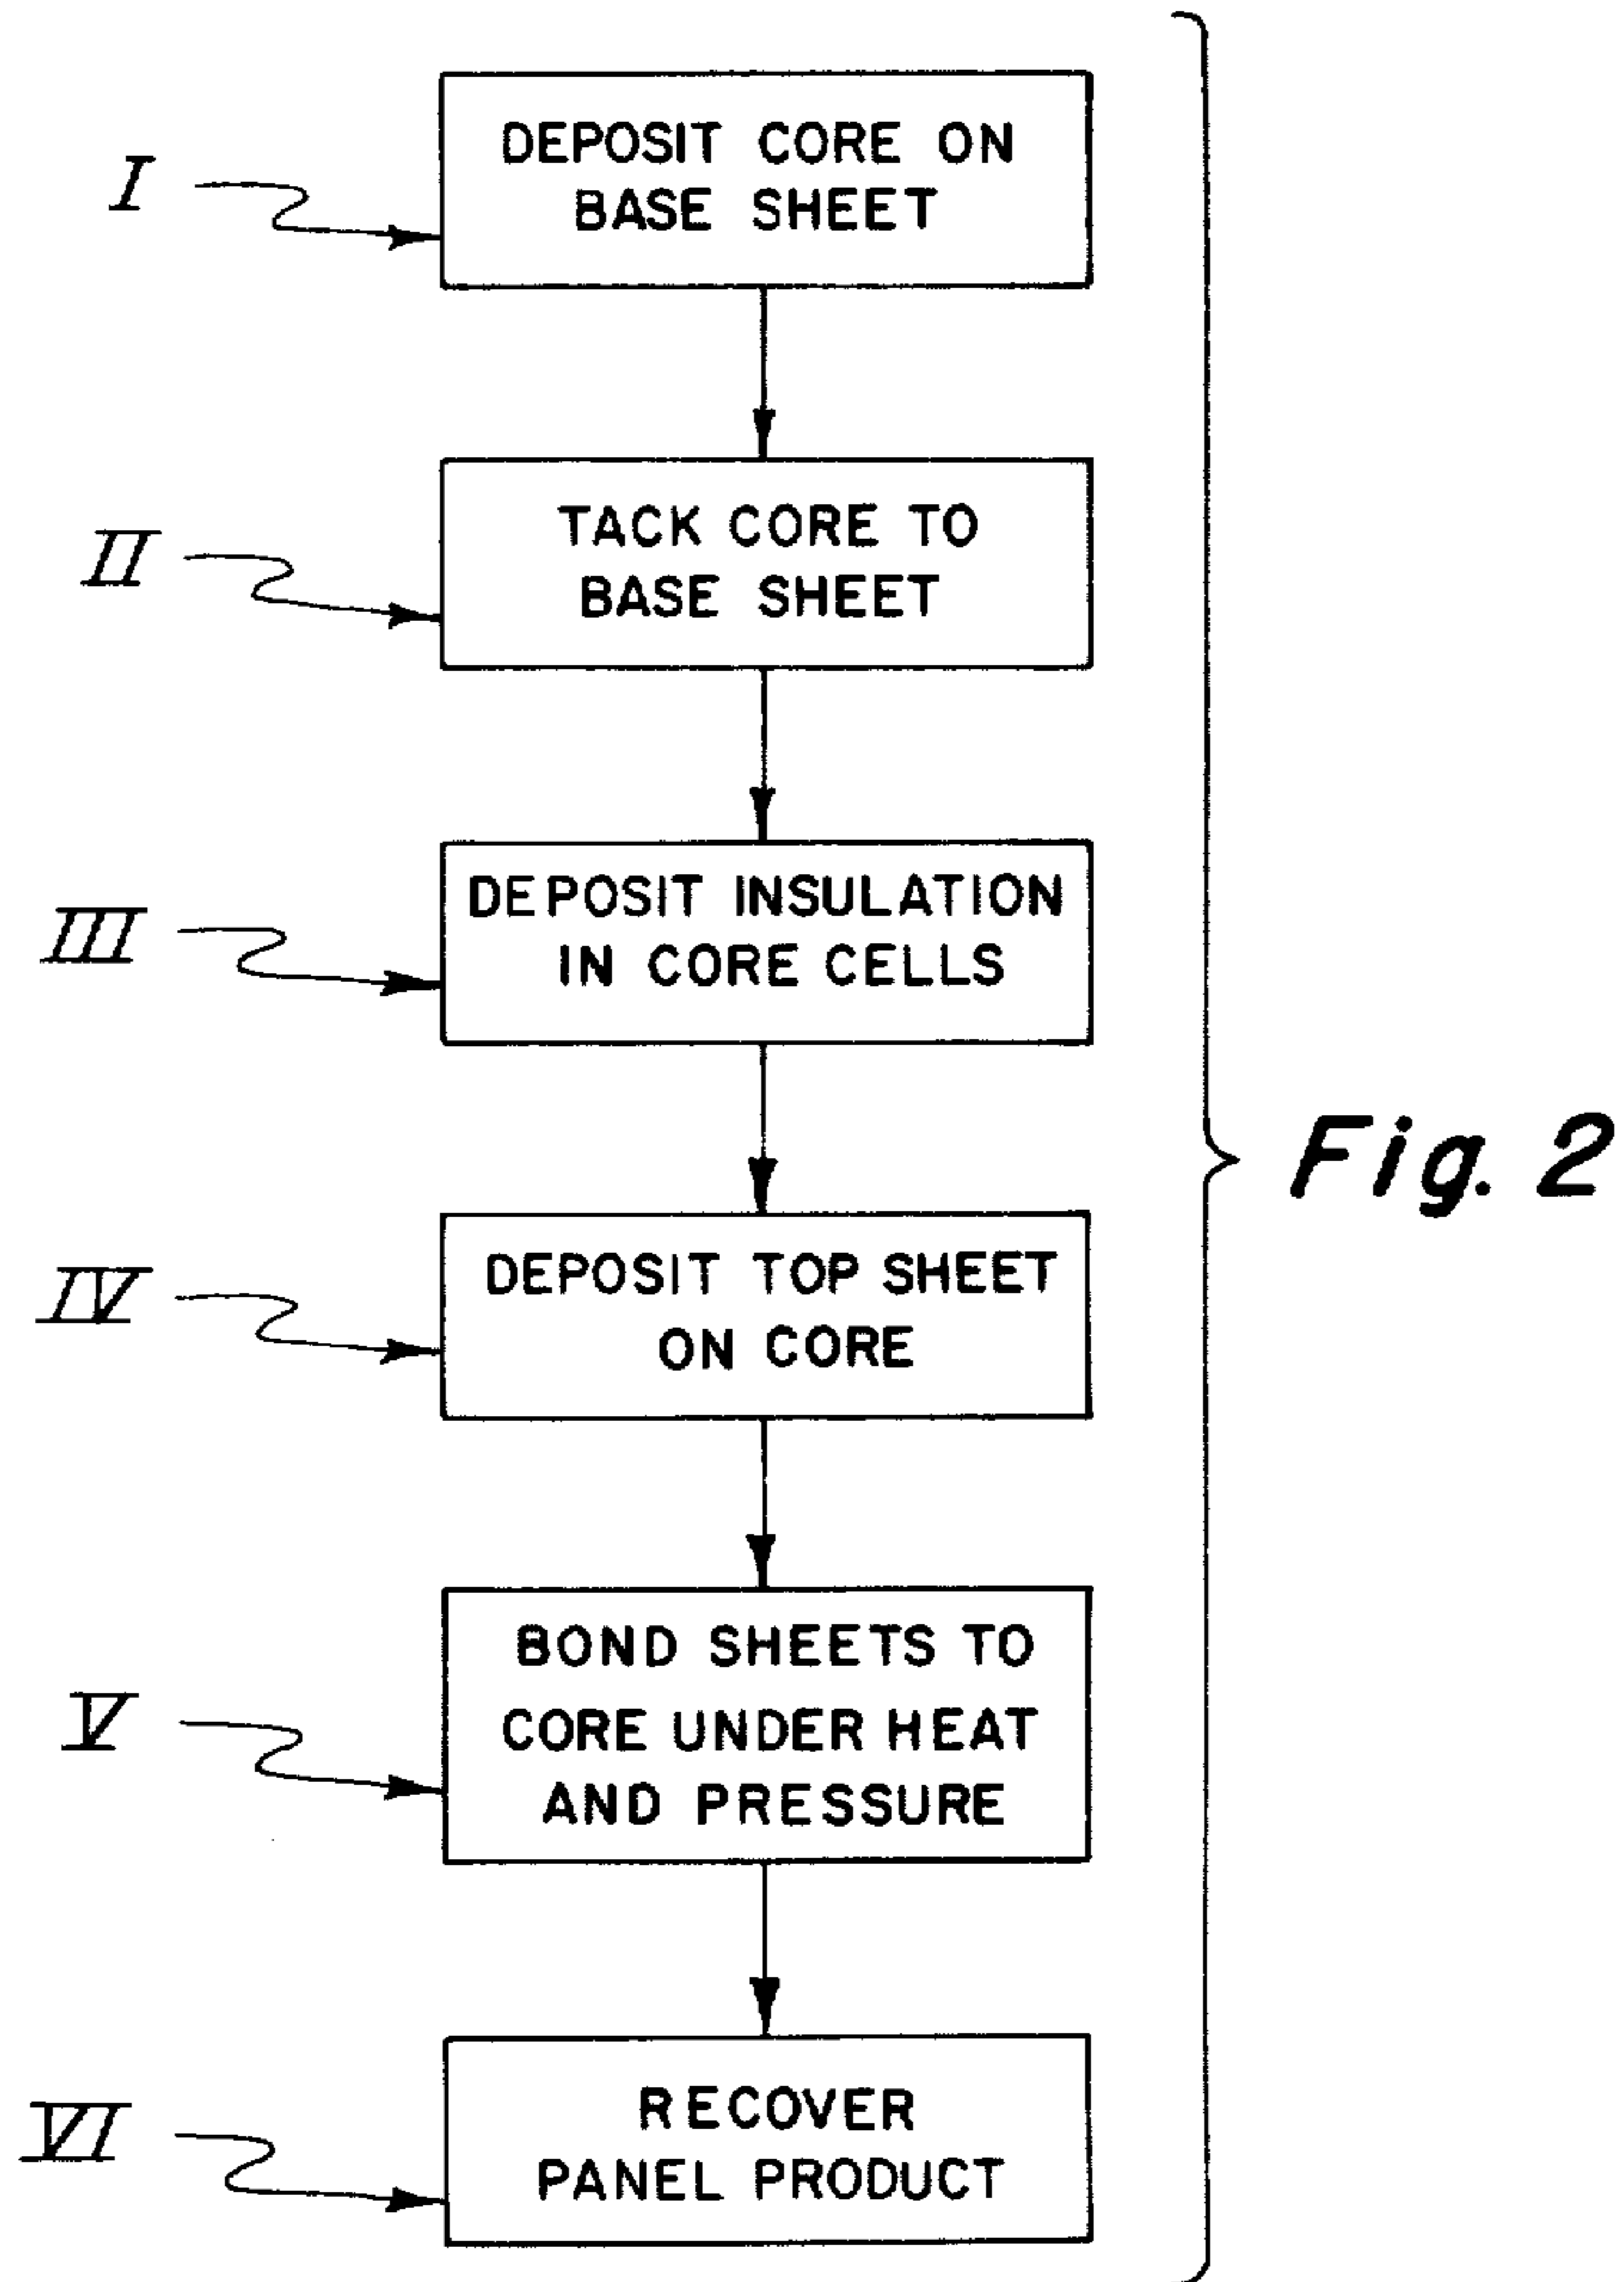 I
DEPOSIT CORE ON
BASE SHEET
II
TACK CORE TO
BASE SHEET
III
DEPOSIT INSULATION
IN CORE CELLS
Fig. 2
IV
DEPOSIT TOP SHEET
ON CORE
V
BOND SHEETS TO
CORE UNDER HEAT
AND PRESSURE
VI
RECOVER
PANEL PRODUCT